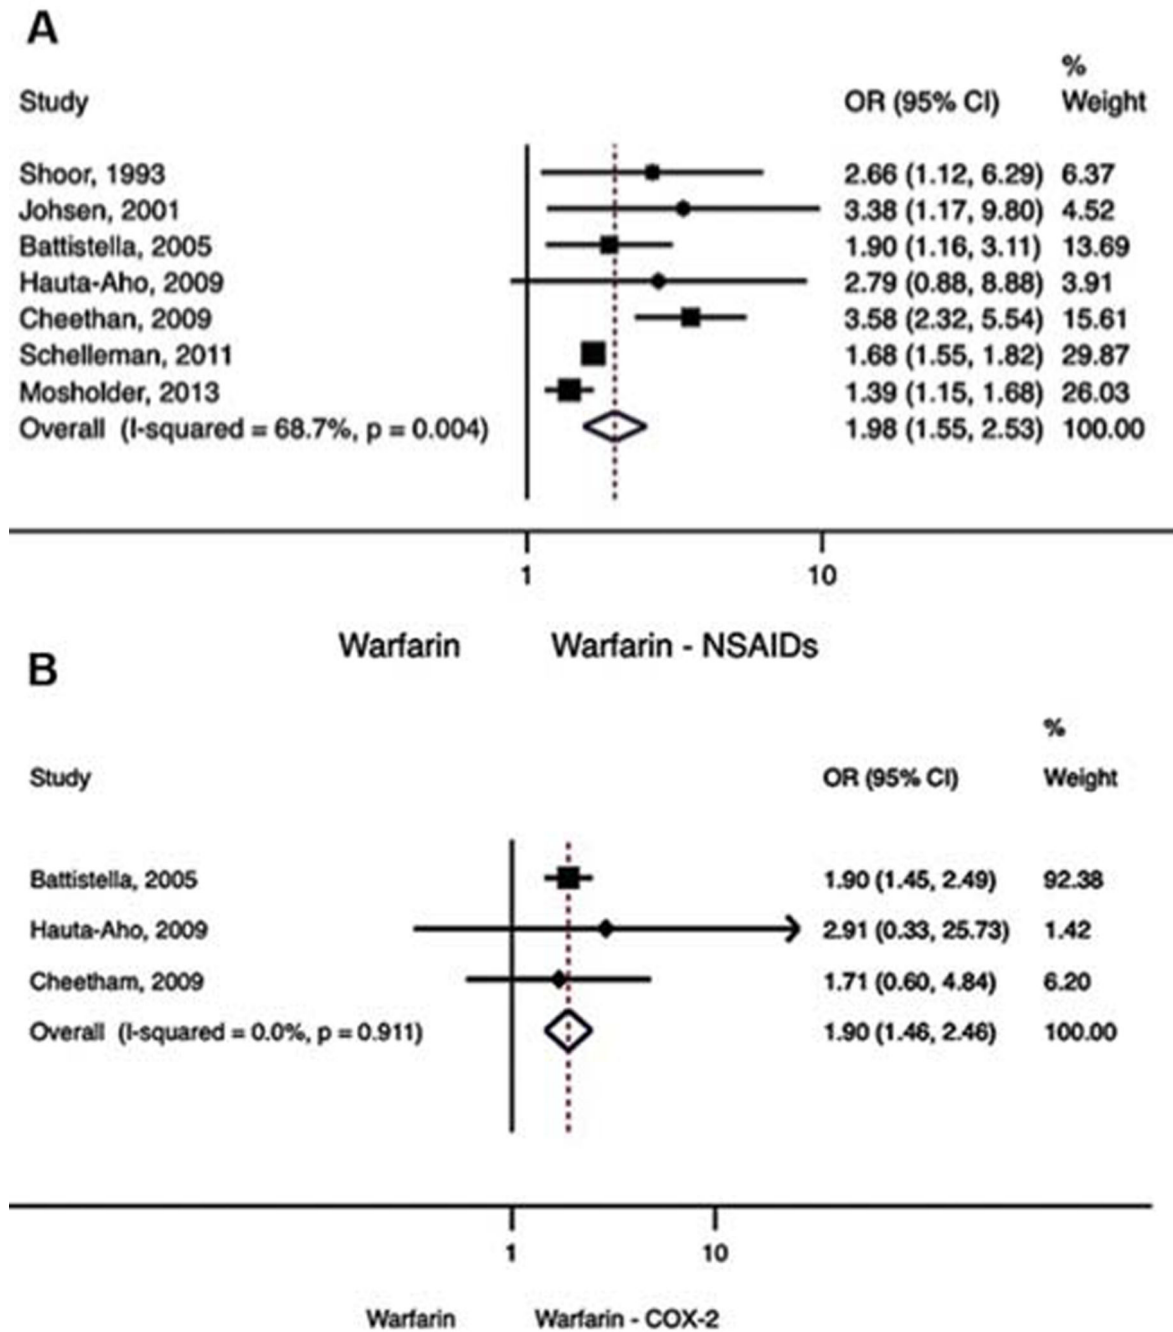 A
%
Study OR (95% CI) Weight
Shoor, 1993 2.66 (1.12, 6.29) 6.37
Johsen, 2001 3.38 (1.17, 9.80) 4.52
Battistella, 2005 1.90 (1.16, 3.11) 13.69
Hauta-Aho, 2009 2.79 (0.88, 8.88) 3.91
Cheethan, 2009 3.58 (2.32, 5.54) 15.61
Schelleman, 2011 1.68 (1.55, 1.82) 29.87
Mosholder, 2013 1.39 (1.15, 1.68) 26.03
Overall (I-squared = 68.7%, p = 0.004) 1.98 (1.55, 2.53) 100.00
1 10
Warfarin Warfarin - NSAIDs
B
%
Study OR (95% CI) Weight
Battistella, 2005 1.90 (1.45, 2.49) 92.38
Hauta-Aho, 2009 2.91 (0.33, 25.73) 1.42
Cheetham, 2009 1.71 (0.60, 4.84) 6.20
Overall (I-squared = 0.0%, p = 0.911) 1.90 (1.46, 2.46) 100.00
1 10
Warfarin Warfarin - COX-2